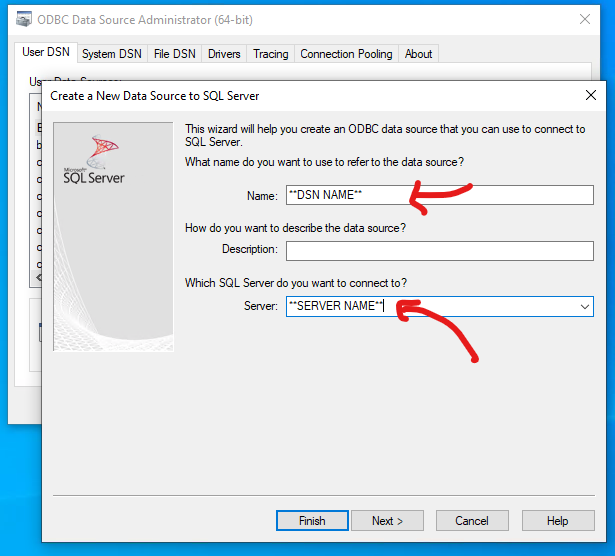 ODBC Data Source Administrator (64-bit)
User DSN System DSN File DSN Drivers Tracing Connection Pooling About
Create a New Data Source to SQL Server
This wizard will help you create an ODBC data source that you can use to connect to
SQL Server.
What name do you want to use to refer to the data source?
Microsoft
SQL Server
Name: **DSN NAME**
How do you want to describe the data source?
Description:
Which SQL Server do you want to connect to?
Server: **SERVER NAME**
Finish Next > Cancel Help